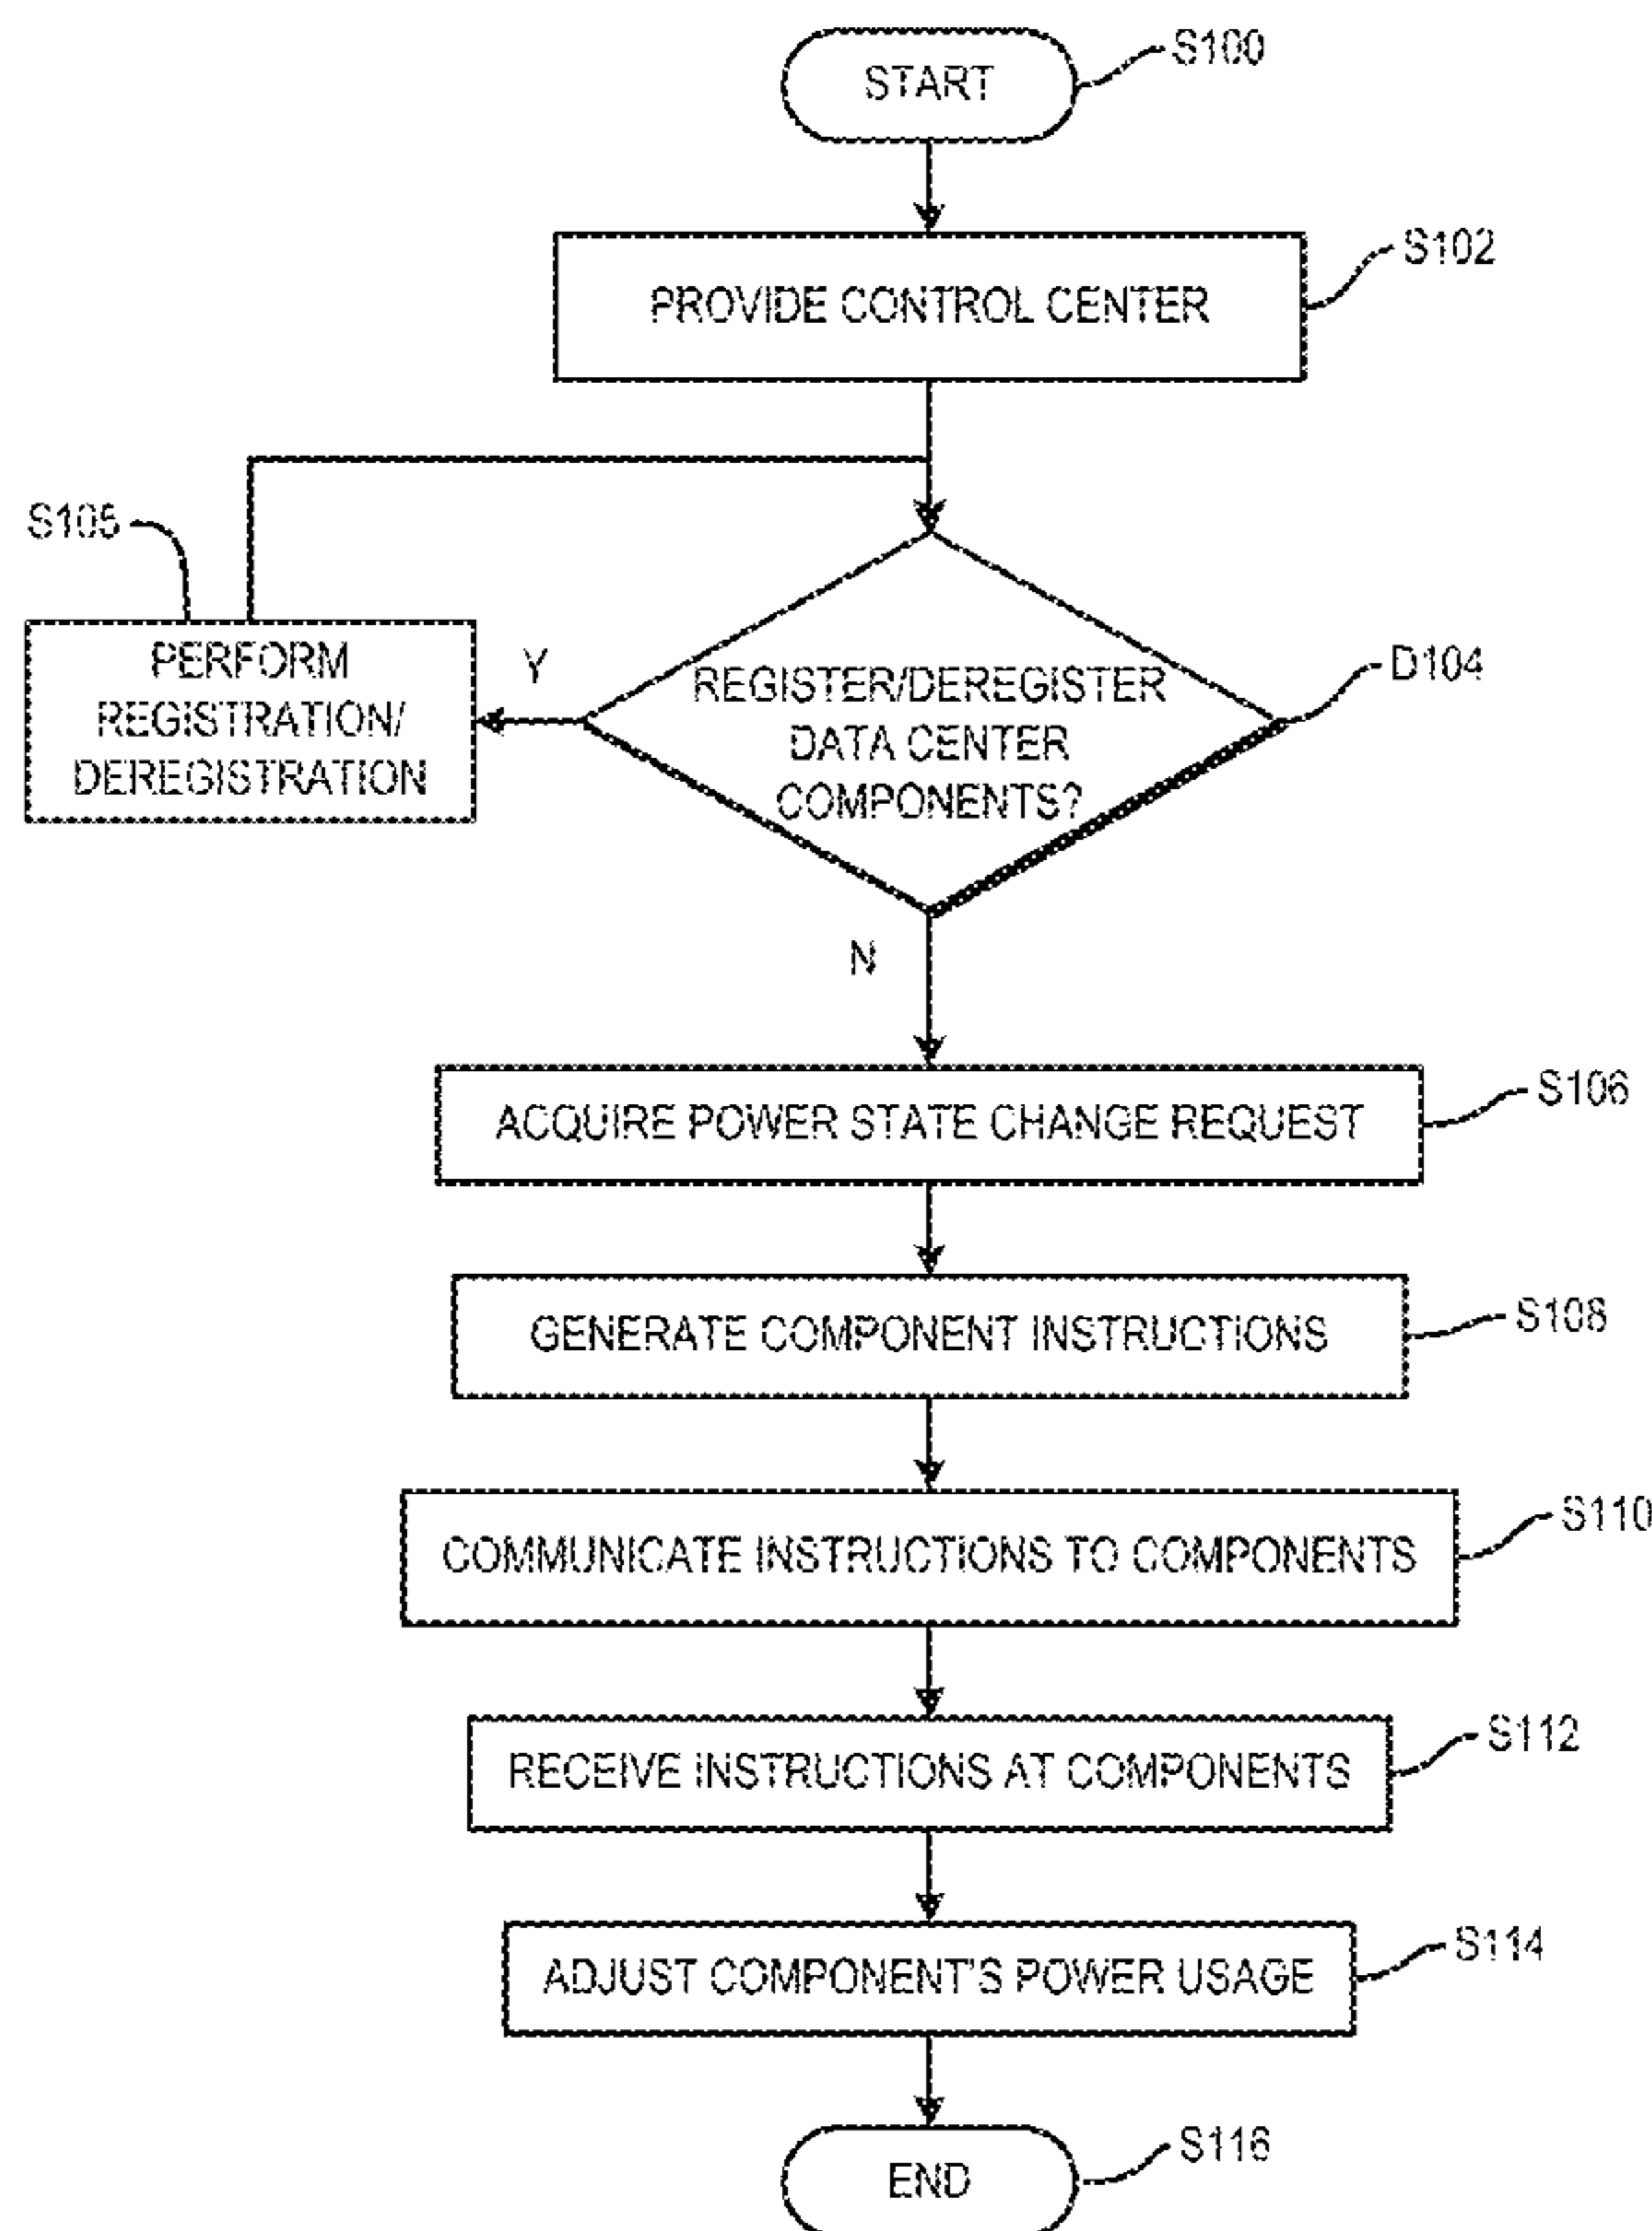 START
S100
PROVIDE CONTROL CENTER
S102
S105
PERFORM
REGISTRATION/
DEREGISTRATION
Y
REGISTER/DEREGISTER
DATA CENTER
COMPONENTS?
D104
N
ACQUIRE POWER STATE CHANGE REQUEST
S106
GENERATE COMPONENT INSTRUCTIONS
S108
COMMUNICATE INSTRUCTIONS TO COMPONENTS
S110
RECEIVE INSTRUCTIONS AT COMPONENTS
S112
ADJUST COMPONENT'S POWER USAGE
S114
END
S116